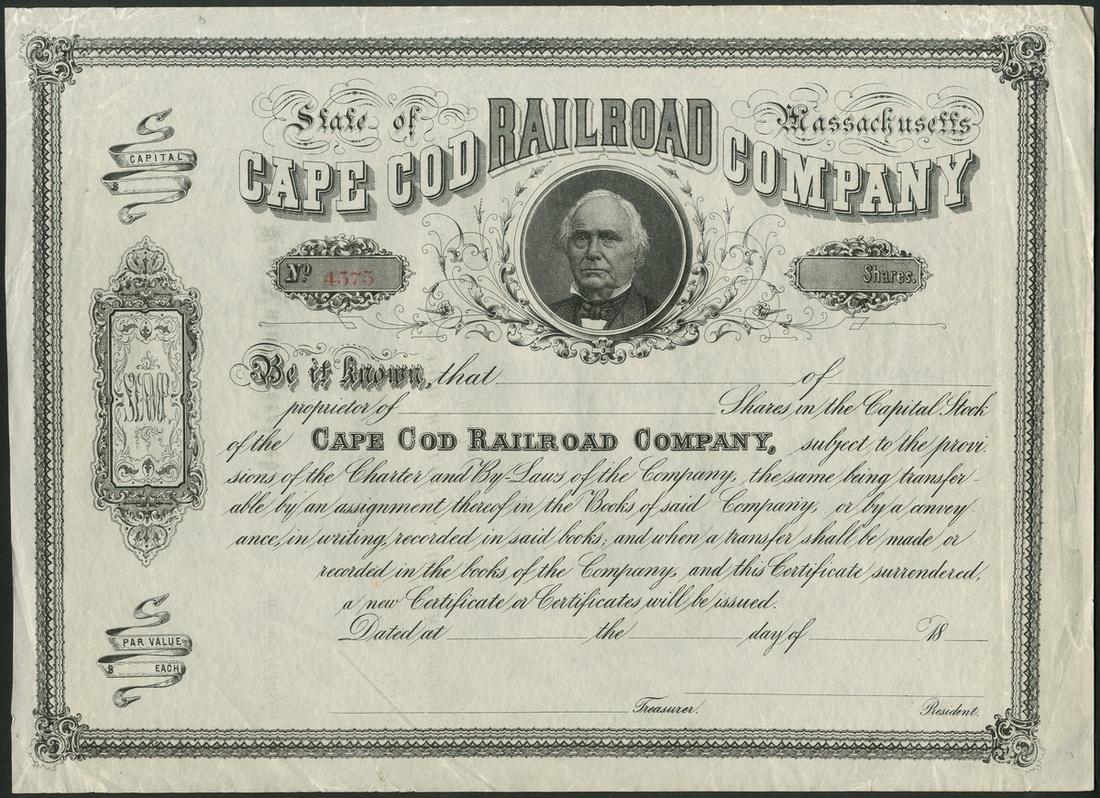 State of Massachusetts
CAPE COD RAILROAD COMPANY
CAPITAL
$
Nº 4575
Shares.
Be it known, that of
proprietor of Shares in the Capital Stock
of the CAPE COD RAILROAD COMPANY, subject to the provi-
sions of the Charter and By-Laws of the Company, the same being transfer-
able by an assignment thereof in the Books of said Company, or by a convey-
ance, in writing, recorded in said books; and when a transfer shall be made or
recorded in the books of the Company, and this Certificate surrendered,
a new Certificate or Certificates will be issued.
Dated at the day of 18
PAR VALUE
$ EACH
Treasurer. President.